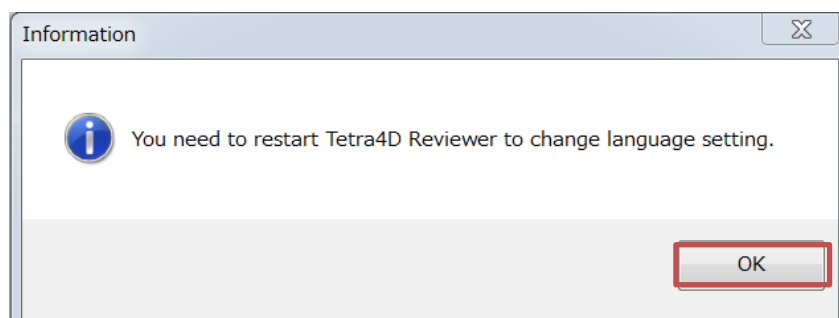 Information
You need to restart Tetra4D Reviewer to change language setting.
OK